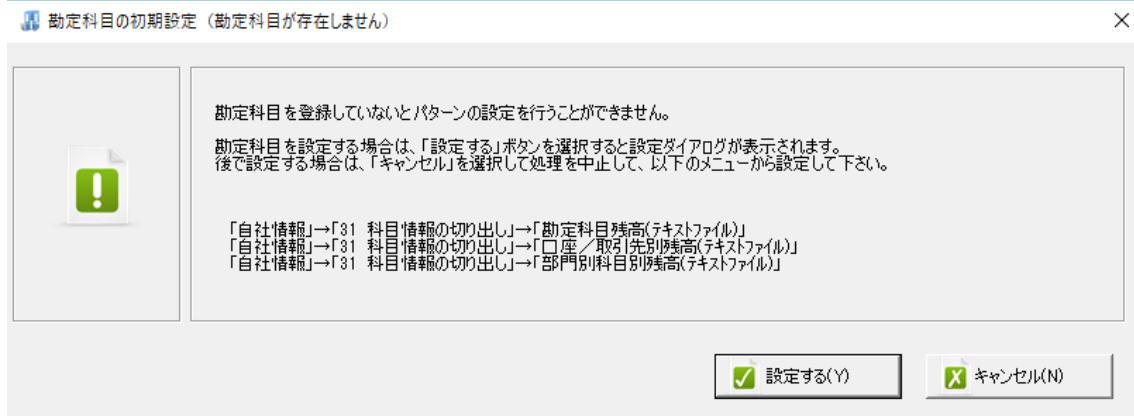 勘定科目の初期設定（勘定科目が存在しません）
勘定科目を登録していないとパターンの設定を行うことができません。
勘定科目を設定する場合は、「設定する」ボタンを選択すると設定ダイアログが表示されます。
後で設定する場合は、「キャンセル」を選択して処理を中止して、以下のメニューから設定して下さい。
「自社情報」→「31 科目情報の切り出し」→「勘定科目残高(テキストファイル)」
「自社情報」→「31 科目情報の切り出し」→「口座／取引先別残高(テキストファイル)」
「自社情報」→「31 科目情報の切り出し」→「部門別科目別残高(テキストファイル)」
設定する(Y)
キャンセル(N)